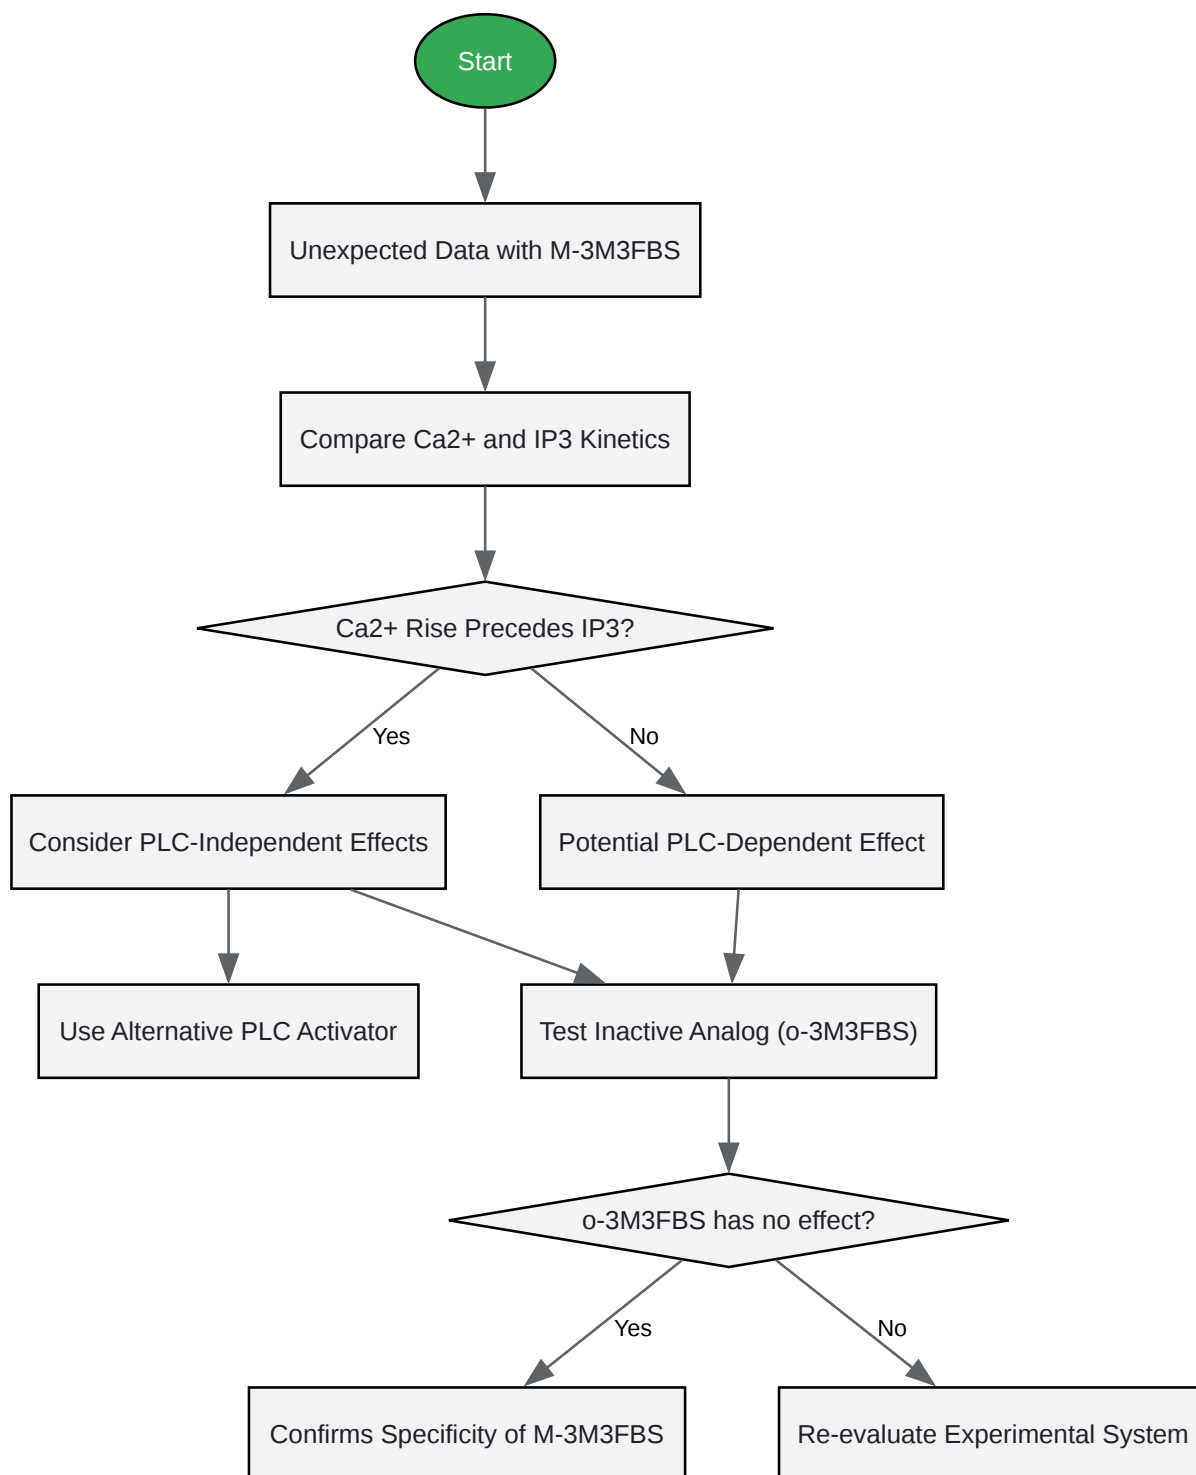 Start
Unexpected Data with M-3M3FBS
Compare Ca2+ and IP3 Kinetics
Ca2+ Rise Precedes IP3?
Yes
No
Consider PLC-Independent Effects
Potential PLC-Dependent Effect
Use Alternative PLC Activator
Test Inactive Analog (o-3M3FBS)
o-3M3FBS has no effect?
Yes
No
Confirms Specificity of M-3M3FBS
Re-evaluate Experimental System